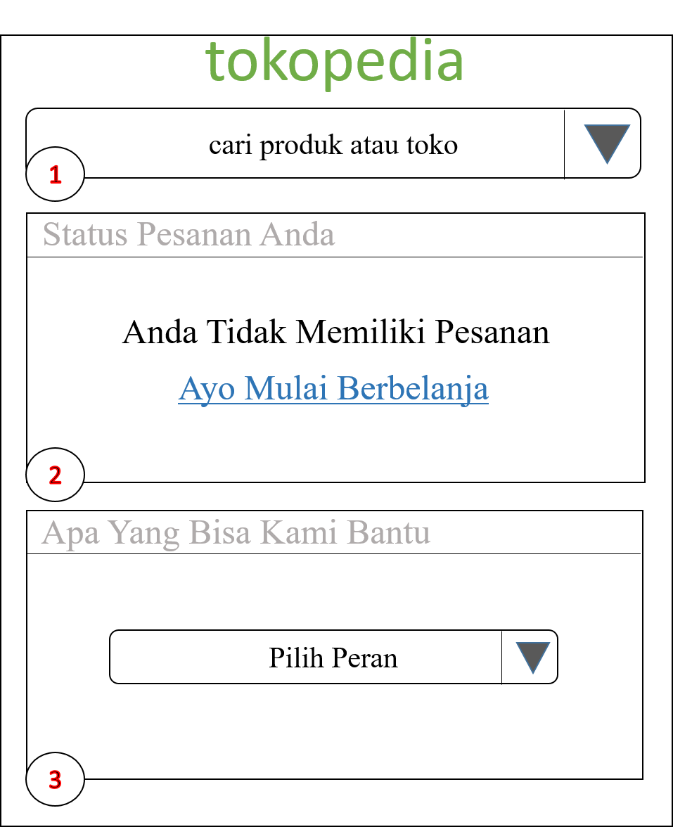 tokopedia
cari produk atau toko
1
Status Pesanan Anda
Anda Tidak Memiliki Pesanan
Ayo Mulai Berbelanja
2
Apa Yang Bisa Kami Bantu
Pilih Peran
3